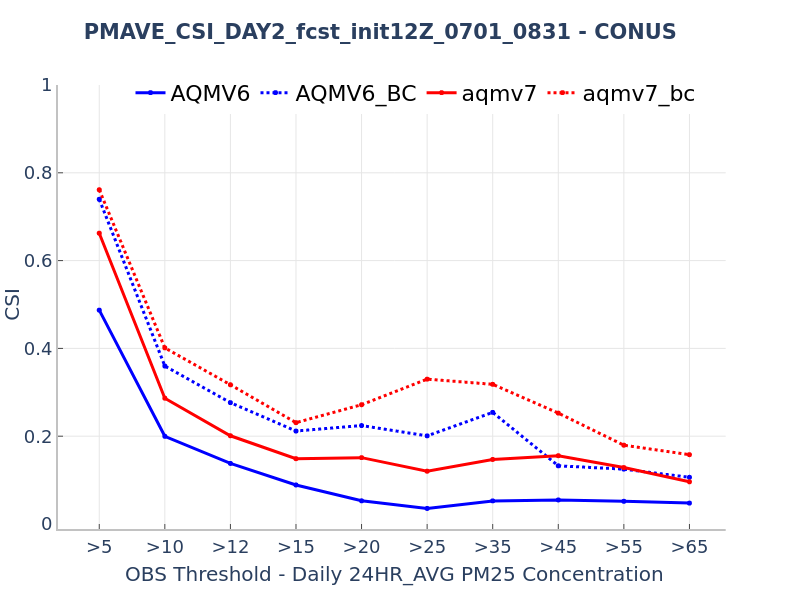 PMAVE_CSI_DAY2_fcst_init12Z_0701_0831 - CONUS
AQMV6 AQMV6_BC aqmv7 aqmv7_bc
1
0.8
0.6
0.4
0.2
0
CSI
>5 >10 >12 >15 >20 >25 >35 >45 >55 >65
OBS Threshold - Daily 24HR_AVG PM25 Concentration